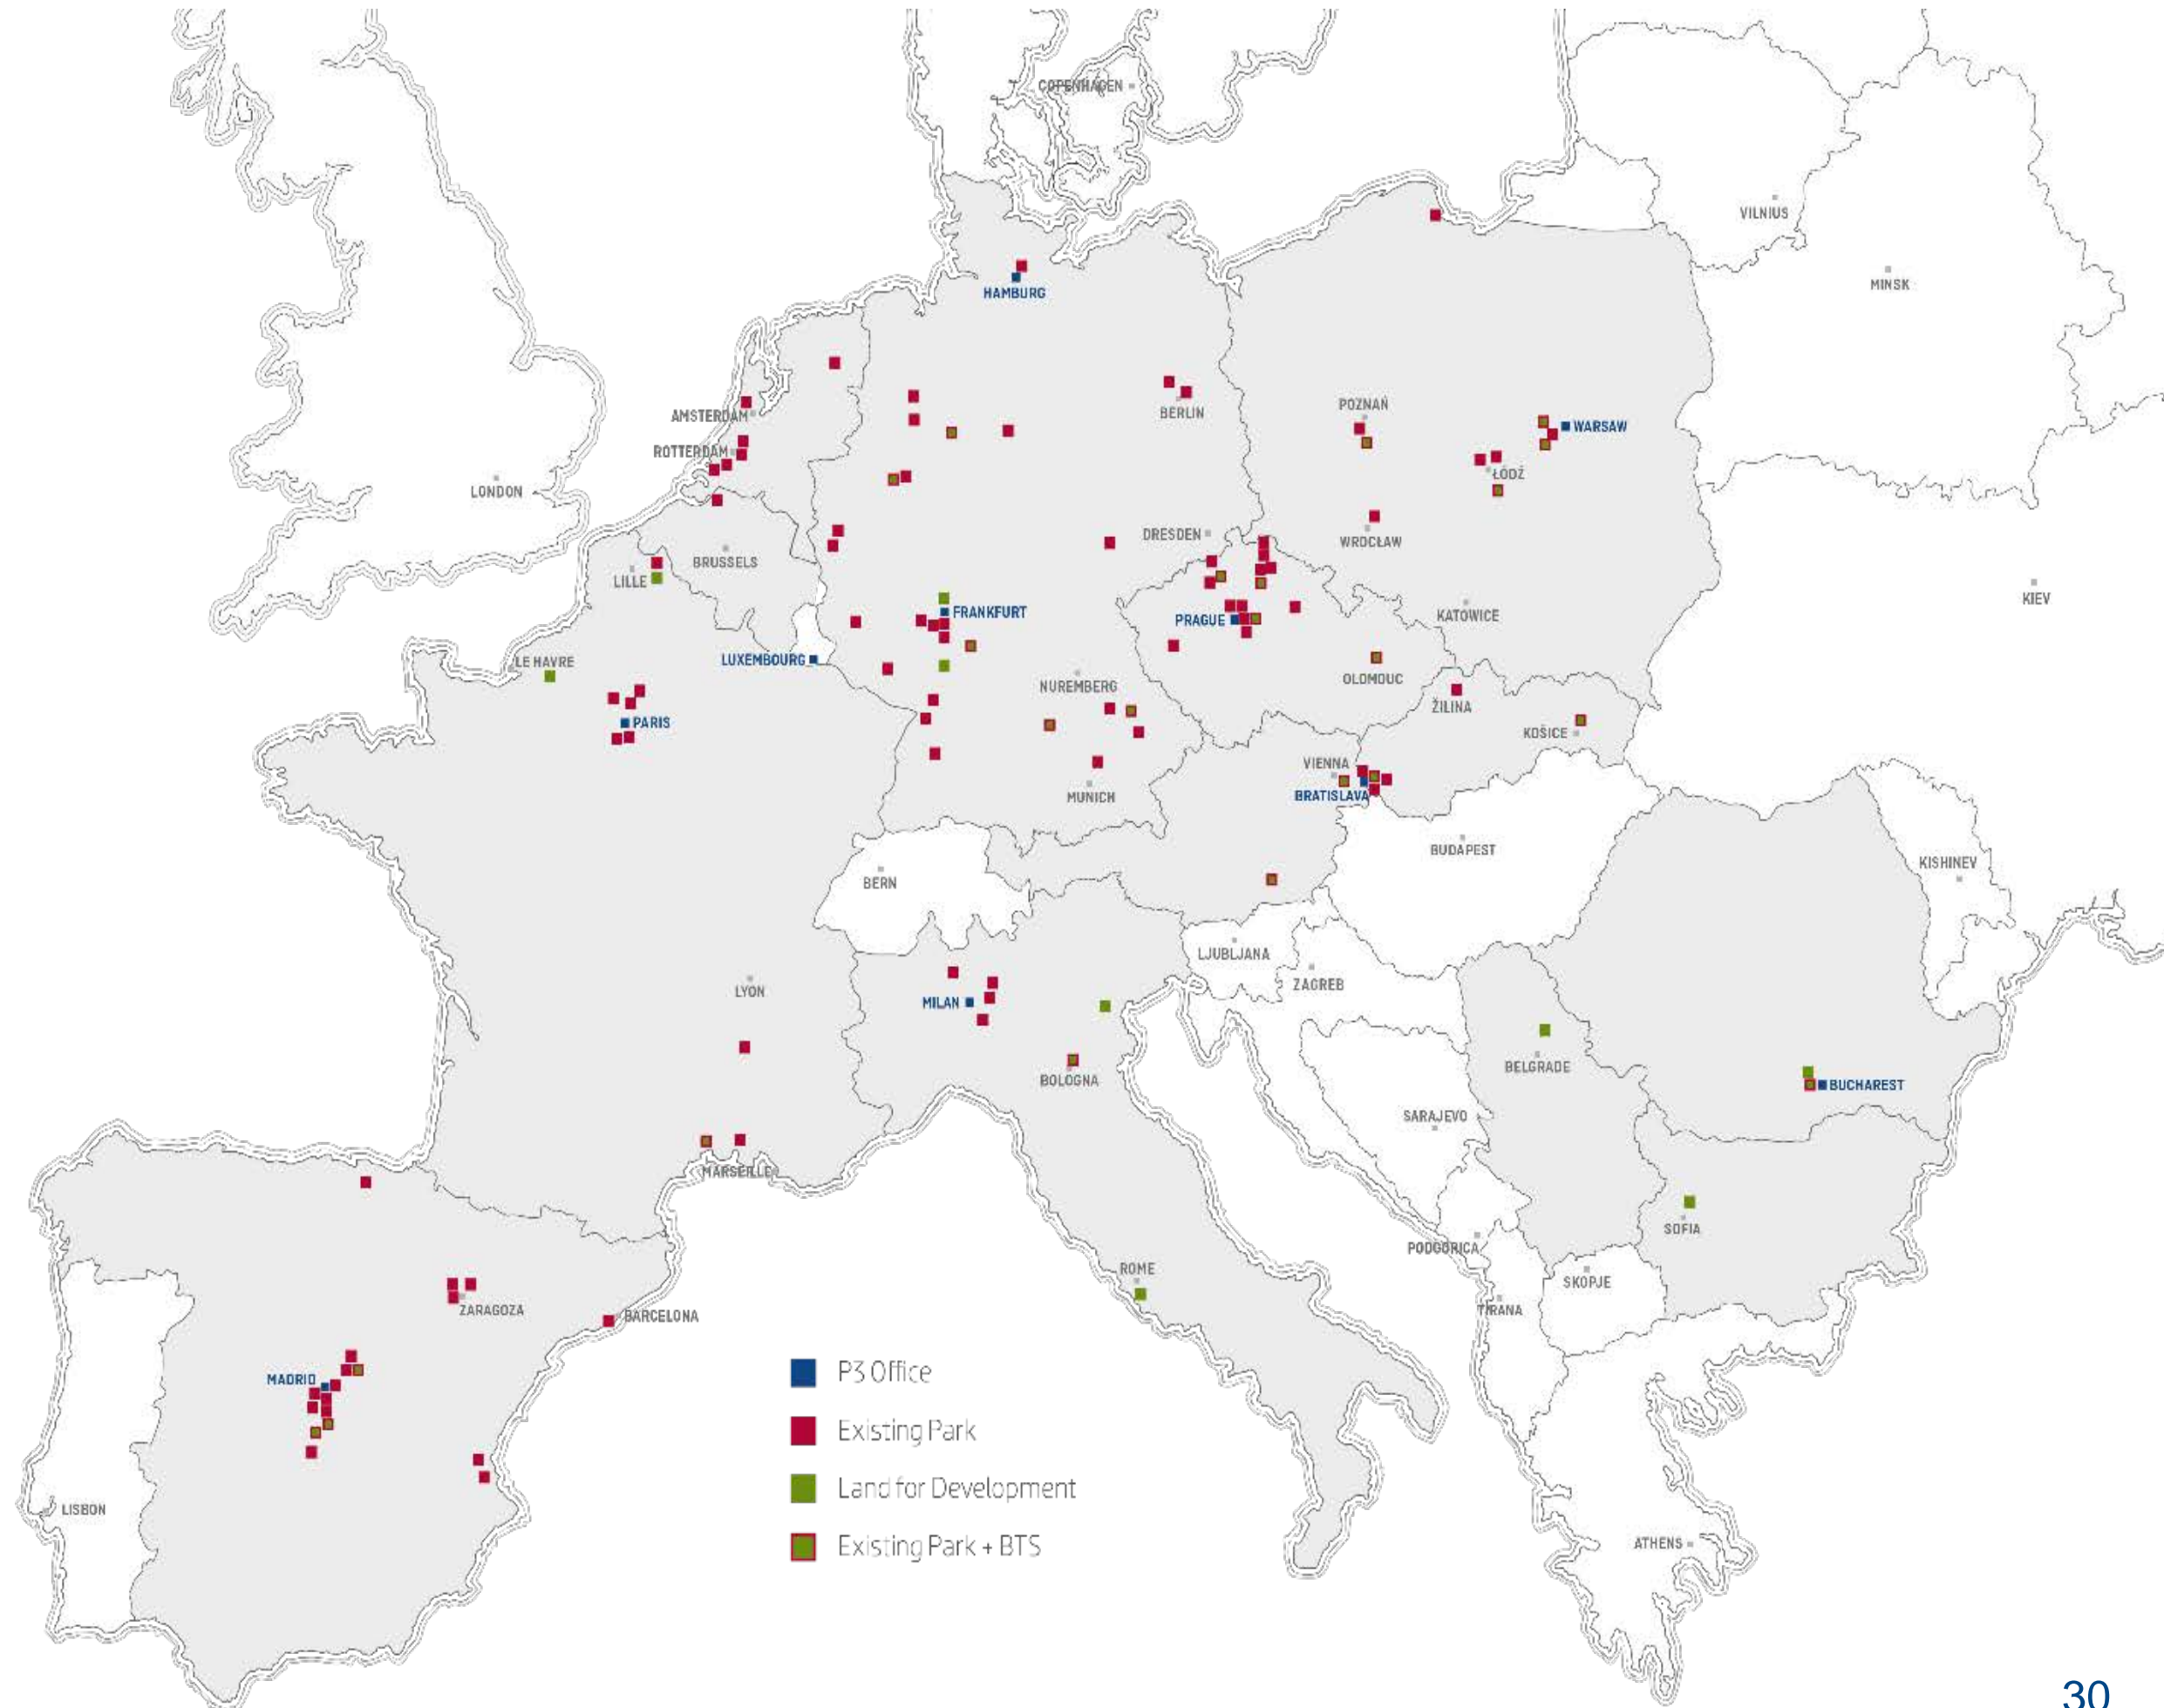 COPENHAGEN
VILNIUS
MINSK
HAMBURG
AMSTERDAM
BERLIN
POZNAŃ
WARSAW
ROTTERDAM
ŁÓDŹ
LONDON
DRESDEN
WROCŁAW
BRUSSELS
LILLE
KIEV
FRANKFURT
KATOWICE
PRAGUE
LUXEMBOURG
LE HAVRE
OLOMOUC
NUREMBERG
ŽILINA
PARIS
KOŠICE
VIENNA
BRATISLAVA
MUNICH
BUDAPEST
KISHINEV
BERN
LJUBLJANA
ZAGREB
LYON
MILAN
BELGRADE
BOLOGNA
BUCHAREST
SARAJEVO
MARSEILLE
SOFIA
PODGORICA
ROME
SKOPJE
ZARAGOZA
TIRANA
BARCELONA
MADRID
LISBON
ATHENS
P3 Office
Existing Park
Land for Development
Existing Park + BTS
30